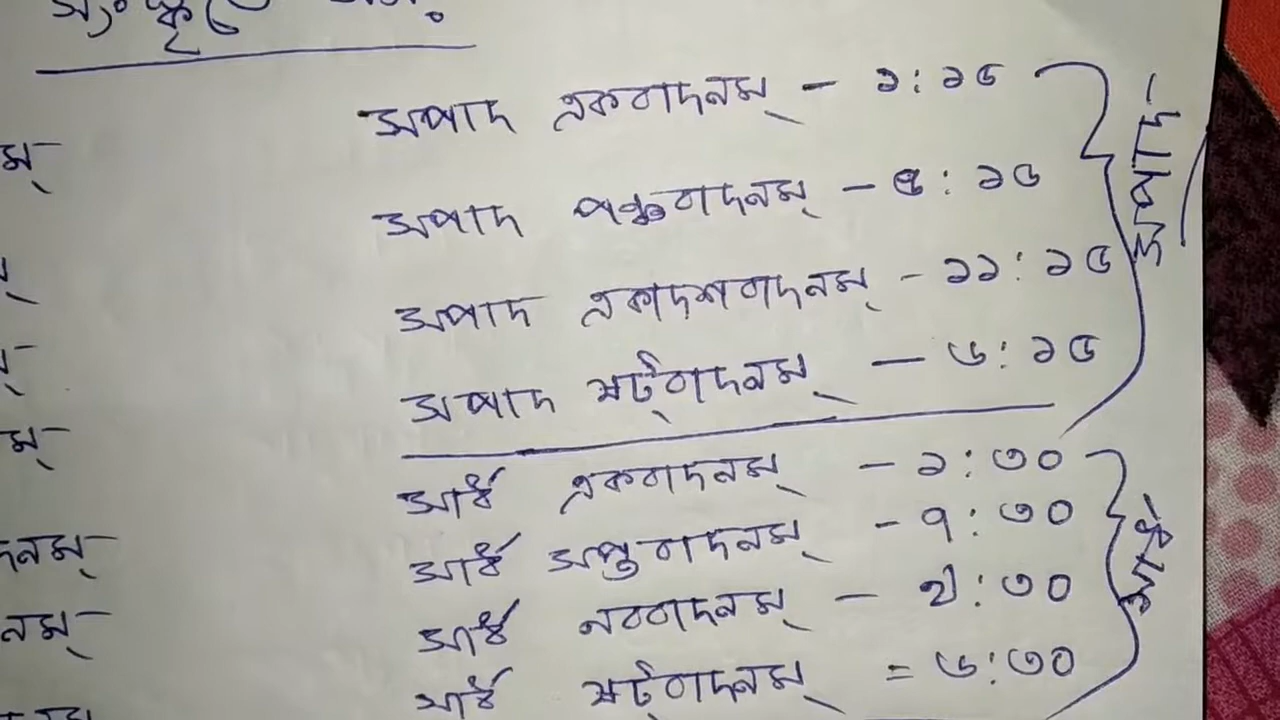 সংস্কৃতে
সপাদ একবাদনম্ – ১:১৫
সপাদ পঞ্চবাদনম্ – ৫:১৫
সপাদ একাদশবাদনম্ – ১১:১৫
সপাদ ষট্বাদনম্ – ৬:১৫
সপাদ-
সার্ধ একবাদনম্ – ১:৩০
সার্ধ সপ্তবাদনম্ – ৭:৩০
সার্ধ নববাদনম্ – ৯:৩০
সার্ধ ষট্বাদনম্ = ৬:৩০
সার্ধ-